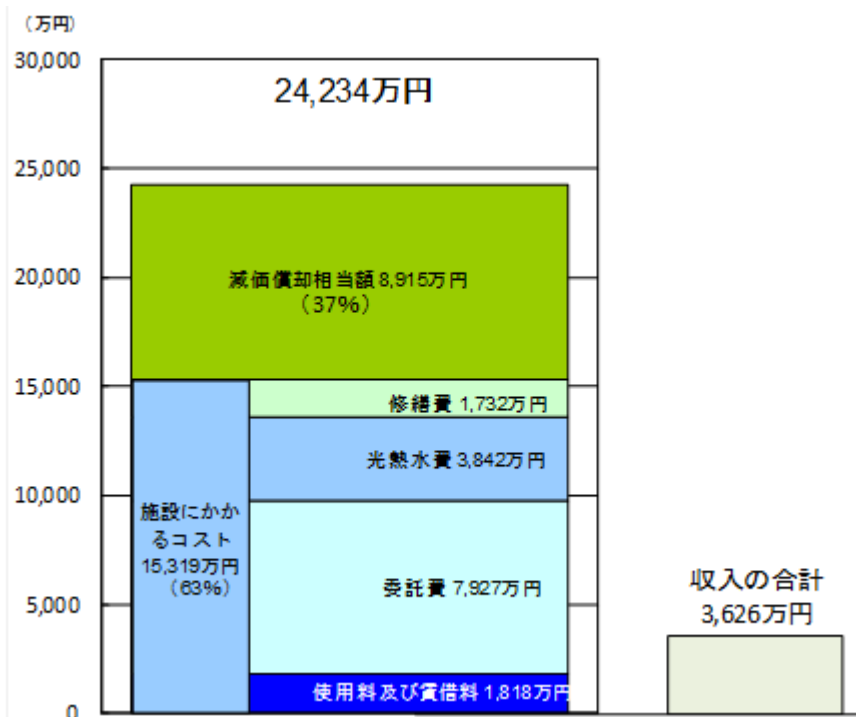 （万円）
30,000
24,234万円
25,000
20,000
減価償却相当額 8,915万円
（37%）
15,000
修繕費 1,732万円
光熱水費 3,842万円
10,000
施設にかか
るコスト
15,319万円
（63%）
委託費 7,927万円
収入の合計
3,626万円
5,000
使用料及び賃借料 1,818万円
0